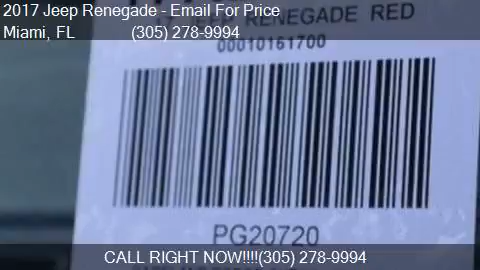 2017 Jeep Renegade - Email For Price
Miami, FL (305) 278-9994
JEEP RENEGADE RED
00010161700
PG20720
CALL RIGHT NOW!!!!(305) 278-9994